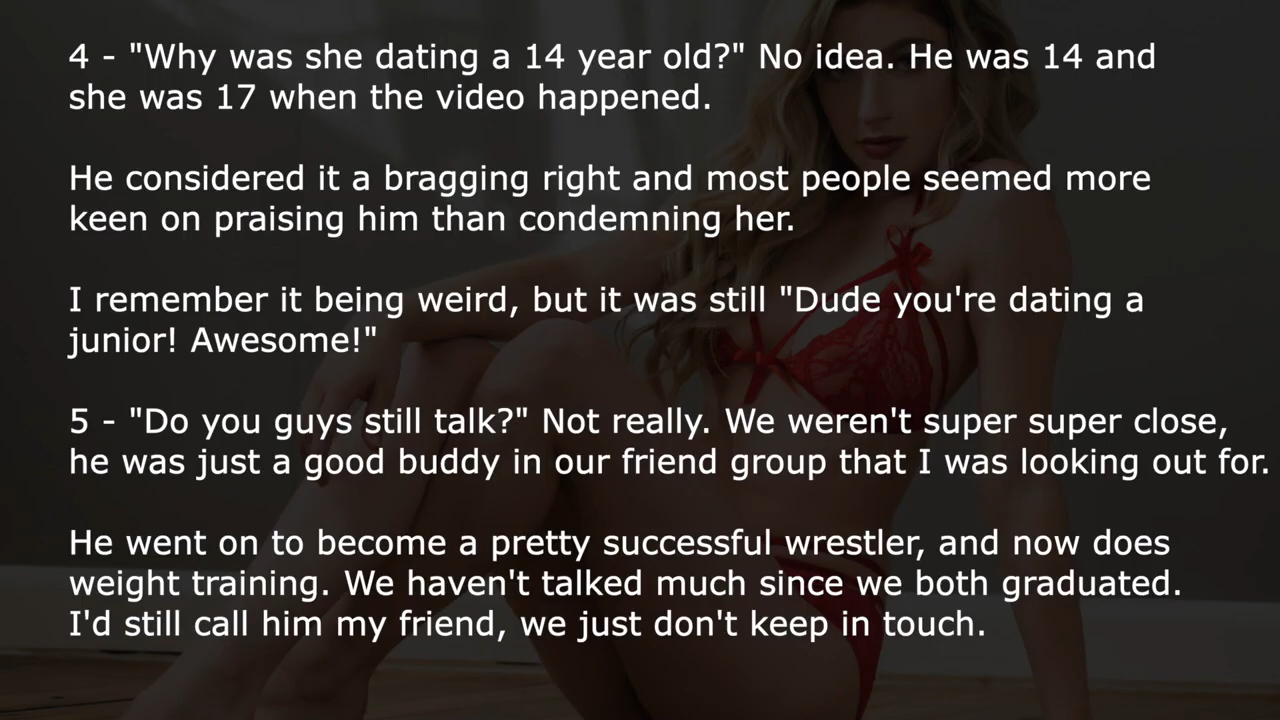 4 - "Why was she dating a 14 year old?" No idea. He was 14 and
she was 17 when the video happened.
He considered it a bragging right and most people seemed more
keen on praising him than condemning her.
I remember it being weird, but it was still "Dude you're dating a
junior! Awesome!"
5 - "Do you guys still talk?" Not really. We weren't super super close,
he was just a good buddy in our friend group that I was looking out for.
He went on to become a pretty successful wrestler, and now does
weight training. We haven't talked much since we both graduated.
I'd still call him my friend, we just don't keep in touch.